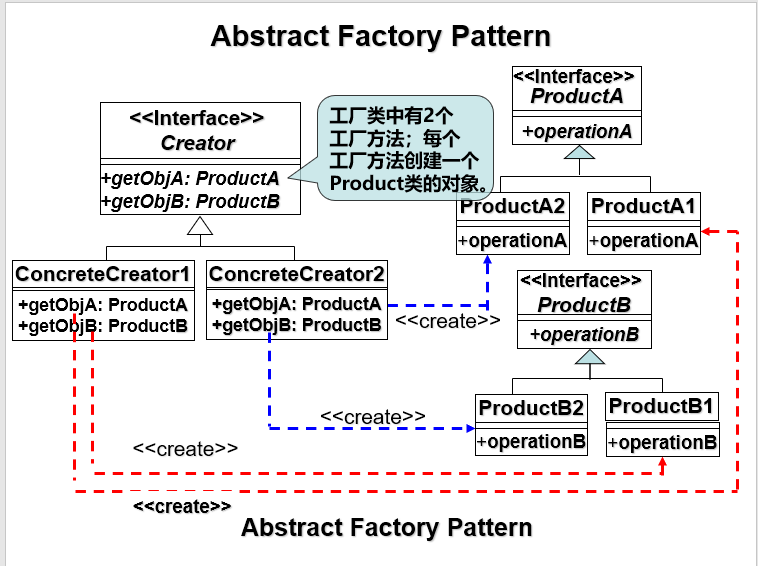 Abstract Factory Pattern
<<Interface>>
Creator
+getObjA: ProductA
+getObjB: ProductB
工厂类中有2个
工厂方法；每个
工厂方法创建一个
Product类的对象。
<<Interface>>
ProductA
+operationA
ProductA2
+operationA
ProductA1
+operationA
ConcreteCreator1
+getObjA: ProductA
+getObjB: ProductB
ConcreteCreator2
+getObjA: ProductA
+getObjB: ProductB
<<create>>
<<Interface>>
ProductB
+operationB
ProductB2
+operationB
ProductB1
+operationB
<<create>>
<<create>>
<<create>>
Abstract Factory Pattern